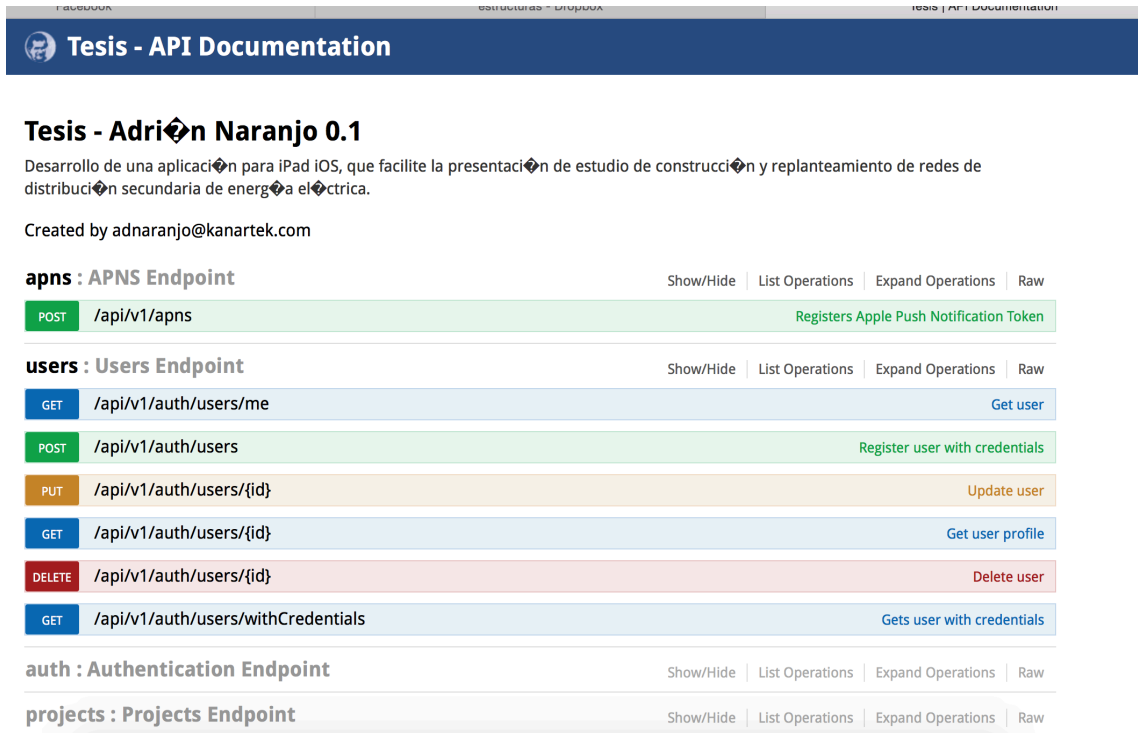 Facebook estructuras - Dropbox Tesis | API Documentation
Tesis - API Documentation
Tesis - Adri�n Naranjo 0.1
Desarrollo de una aplicaci�n para iPad iOS, que facilite la presentaci�n de estudio de construcci�n y replanteamiento de redes de
distribuci�n secundaria de energ�a el�ctrica.
Created by adnaranjo@kanartek.com
apns : APNS Endpoint Show/Hide List Operations Expand Operations Raw
POST /api/v1/apns Registers Apple Push Notification Token
users : Users Endpoint Show/Hide List Operations Expand Operations Raw
GET /api/v1/auth/users/me Get user
POST /api/v1/auth/users Register user with credentials
PUT /api/v1/auth/users/{id} Update user
GET /api/v1/auth/users/{id} Get user profile
DELETE /api/v1/auth/users/{id} Delete user
GET /api/v1/auth/users/withCredentials Gets user with credentials
auth : Authentication Endpoint Show/Hide List Operations Expand Operations Raw
projects : Projects Endpoint Show/Hide List Operations Expand Operations Raw